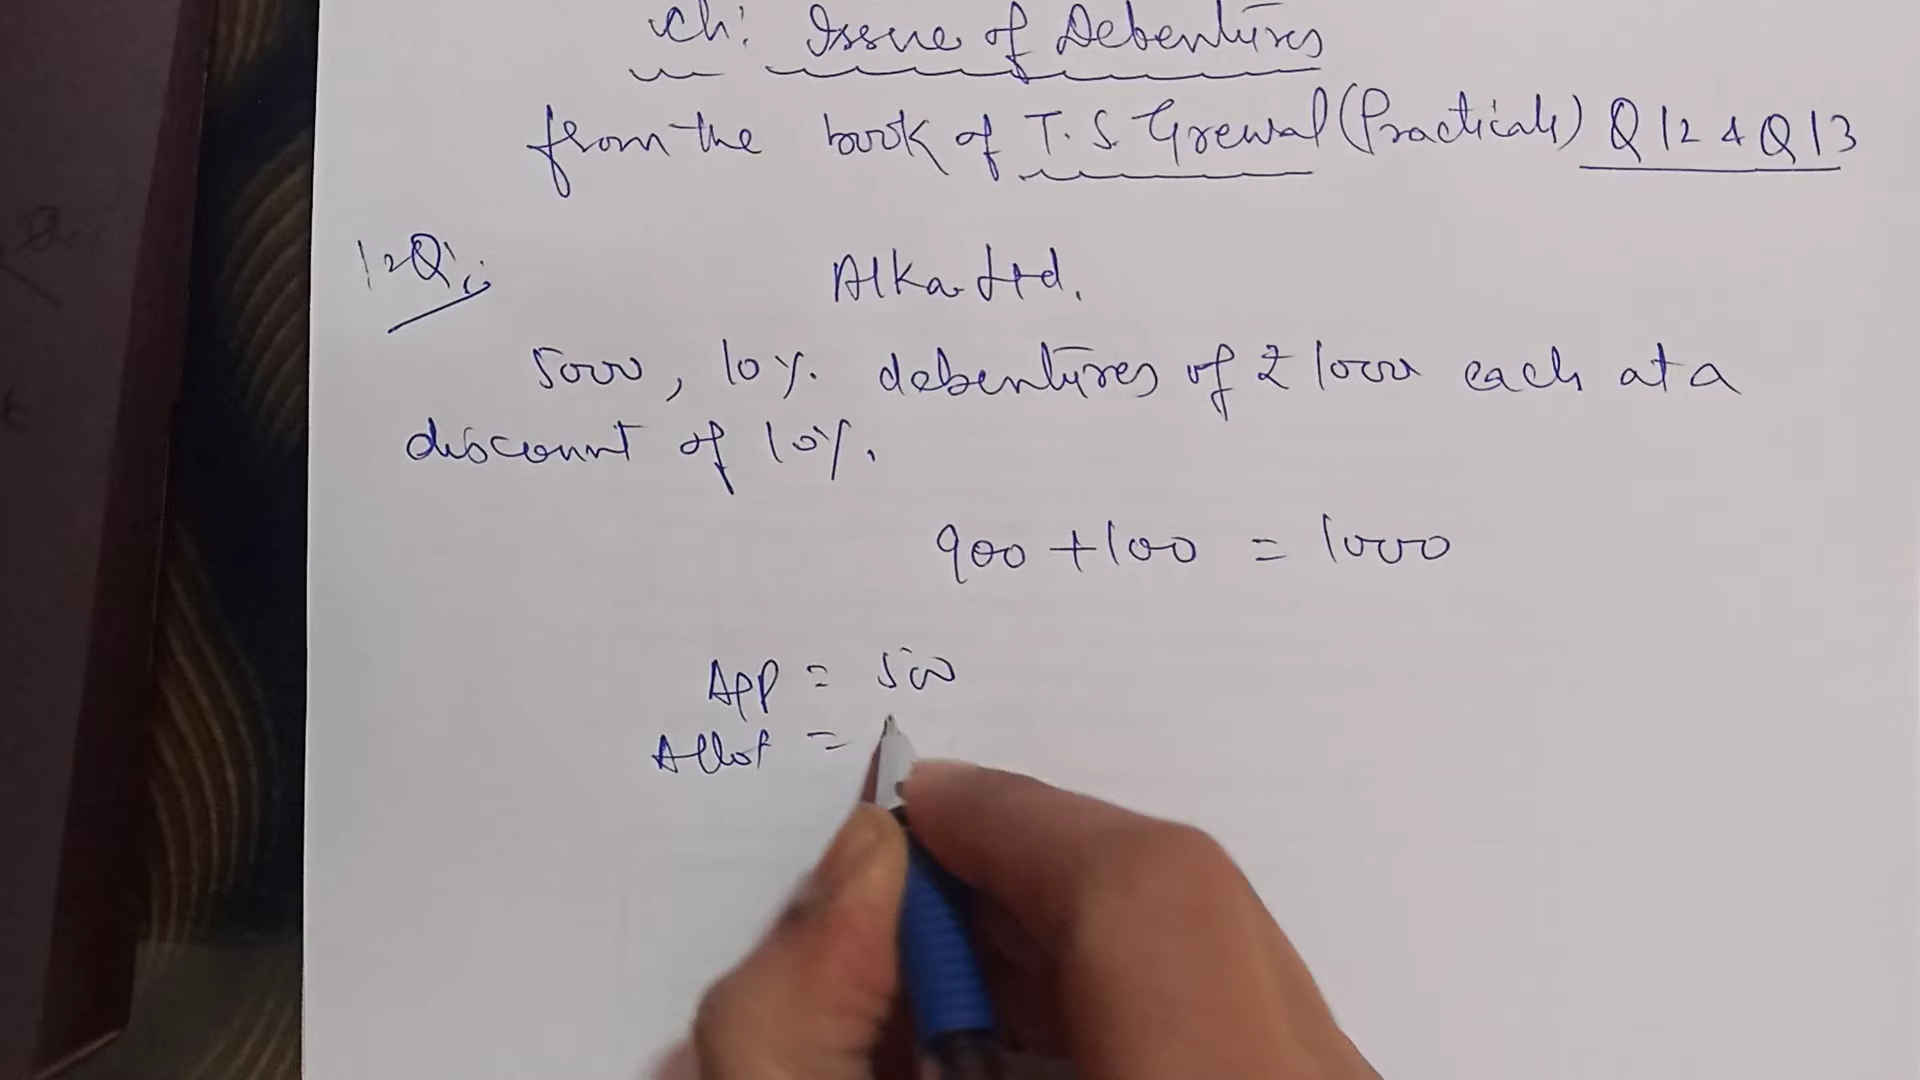 Ch: Issue of Debentures
from the book of T.S. Grewal (Practicals) Q12 & Q13
12Q:
Alka Ltd.
5000, 10% debentures of ₹1000 each at a
discount of 10%.
900 + 100 = 1000
App = 500
Allot =